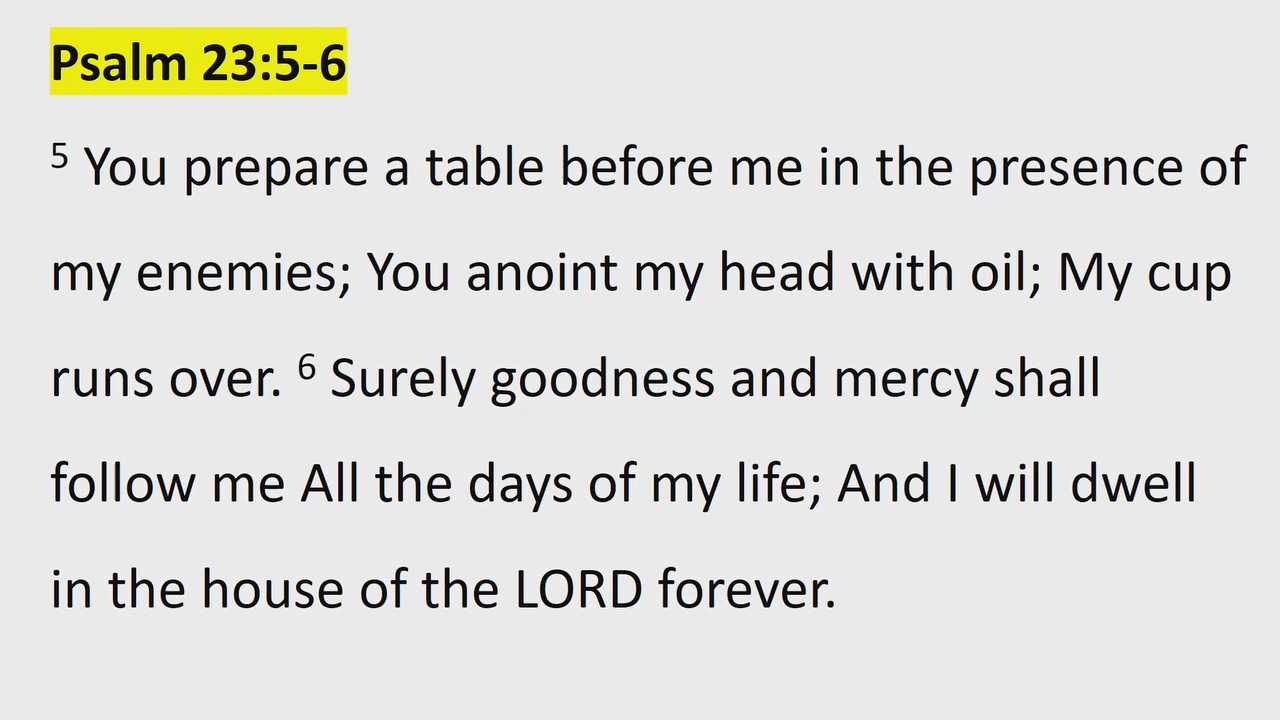 Psalm 23:5-6
5 You prepare a table before me in the presence of
my enemies; You anoint my head with oil; My cup
runs over. 6 Surely goodness and mercy shall
follow me All the days of my life; And I will dwell
in the house of the LORD forever.